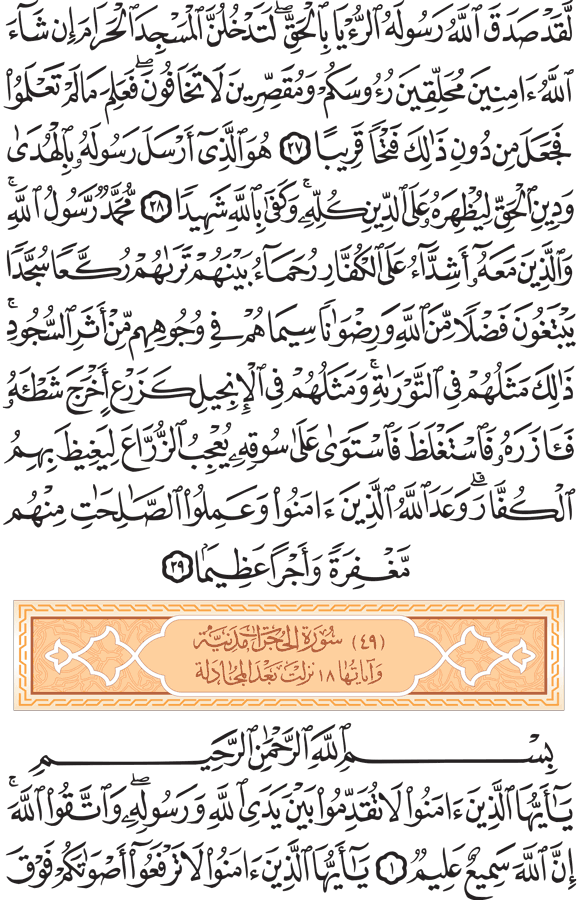 لَّقَدْ صَدَقَ ٱللَّهُ رَسُولَهُ ٱلرُّءْيَا بِٱلْحَقِّۖ لَتَدْخُلُنَّ ٱلْمَسْجِدَ ٱلْحَرَامَ إِن شَآءَ
ٱللَّهُ ءَامِنِينَ مُحَلِّقِينَ رُءُوسَكُمْ وَمُقَصِّرِينَ لَا تَخَافُونَۖ فَعَلِمَ مَا لَمْ تَعْلَمُوا۟
فَجَعَلَ مِن دُونِ ذَٰلِكَ فَتْحًا قَرِيبًا ٢٧ هُوَ ٱلَّذِىٓ أَرْسَلَ رَسُولَهُۥ بِٱلْهُدَىٰ
وَدِينِ ٱلْحَقِّ لِيُظْهِرَهُۥ عَلَى ٱلدِّينِ كُلِّهِۦۚ وَكَفَىٰ بِٱللَّهِ شَهِيدًا ٢٨ مُّحَمَّدٌ رَّسُولُ ٱللَّهِۚ
وَٱلَّذِينَ مَعَهُۥٓ أَشِدَّآءُ عَلَى ٱلْكُفَّارِ رُحَمَآءُ بَيْنَهُمْ تَرَىٰهُمْ رُكَّعًا سُجَّدًا
يَبْتَغُونَ فَضْلًا مِّنَ ٱللَّهِ وَرِضْوَٰنًا سِيمَاهُمْ فِى وُجُوهِهِم مِّنْ أَثَرِ ٱلسُّجُودِۚ
ذَٰلِكَ مَثَلُهُمْ فِى ٱلتَّوْرَىٰةِۚ وَمَثَلُهُمْ فِى ٱلْإِنجِيلِ كَزَرْعٍ أَخْرَجَ شَطْـَٔهُۥ
فَـَٔازَرَهُۥ فَٱسْتَغْلَظَ فَٱسْتَوَىٰ عَلَىٰ سُوقِهِۦ يُعْجِبُ ٱلزُّرَّاعَ لِيَغِيظَ بِهِمُ
ٱلْكُفَّارَۗ وَعَدَ ٱللَّهُ ٱلَّذِينَ ءَامَنُوا۟ وَعَمِلُوا۟ ٱلصَّـٰلِحَـٰتِ مِنْهُم
مَّغْفِرَةً وَأَجْرًا عَظِيمًۢا ٢٩
(٤٩) سُورَةُ الحُجُرَاتِ مَدَنِيَّةٌ
وَآيَاتُهَا ١٨ نَزَلَتْ بَعْدَ المُجَادلة
بِسْمِ ٱللَّهِ ٱلرَّحْمَـٰنِ ٱلرَّحِيمِ
يَـٰٓأَيُّهَا ٱلَّذِينَ ءَامَنُوا۟ لَا تُقَدِّمُوا۟ بَيْنَ يَدَىِ ٱللَّهِ وَرَسُولِهِۦۖ وَٱتَّقُوا۟ ٱللَّهَۚ
إِنَّ ٱللَّهَ سَمِيعٌ عَلِيمٌ ١ يَـٰٓأَيُّهَا ٱلَّذِينَ ءَامَنُوا۟ لَا تَرْفَعُوٓا۟ أَصْوَٰتَكُمْ فَوْقَ